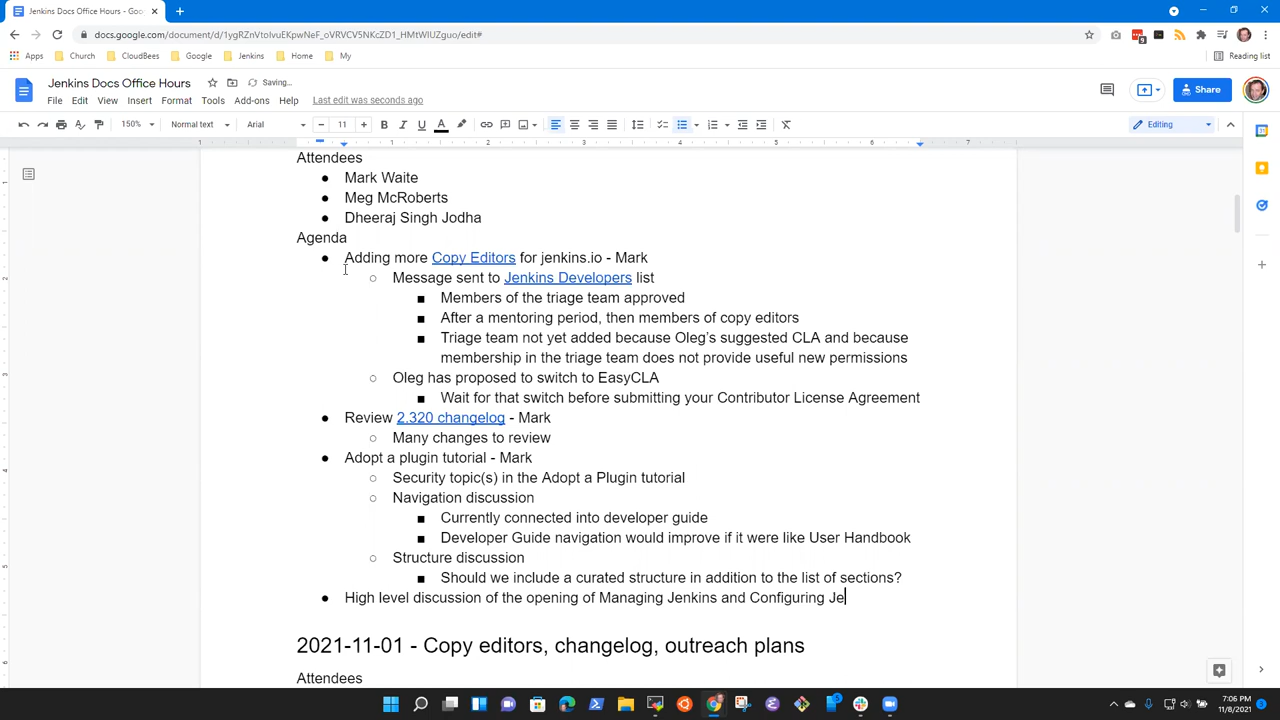 Jenkins Docs Office Hours - Goo
docs.google.com/document/d/1ygRZnVtoIvuEKpwNeF_oVRVCV5NKcZD1_HMtWIUZguo/edit#
Apps Church CloudBees Google Jenkins Home My Reading list
Jenkins Docs Office Hours Saving... Share
File Edit View Insert Format Tools Add-ons Help Last edit was seconds ago
150% Normal text Arial 11 Editing
1 1 2 3 4 5 6 7
Attendees
● Mark Waite
● Meg McRoberts
● Dheeraj Singh Jodha
Agenda
● Adding more Copy Editors for jenkins.io - Mark
○ Message sent to Jenkins Developers list
■ Members of the triage team approved
■ After a mentoring period, then members of copy editors
■ Triage team not yet added because Oleg's suggested CLA and because
membership in the triage team does not provide useful new permissions
○ Oleg has proposed to switch to EasyCLA
■ Wait for that switch before submitting your Contributor License Agreement
● Review 2.320 changelog - Mark
○ Many changes to review
● Adopt a plugin tutorial - Mark
○ Security topic(s) in the Adopt a Plugin tutorial
○ Navigation discussion
■ Currently connected into developer guide
■ Developer Guide navigation would improve if it were like User Handbook
○ Structure discussion
■ Should we include a curated structure in addition to the list of sections?
● High level discussion of the opening of Managing Jenkins and Configuring Je
2021-11-01 - Copy editors, changelog, outreach plans
Attendees
7:06 PM
11/8/2021